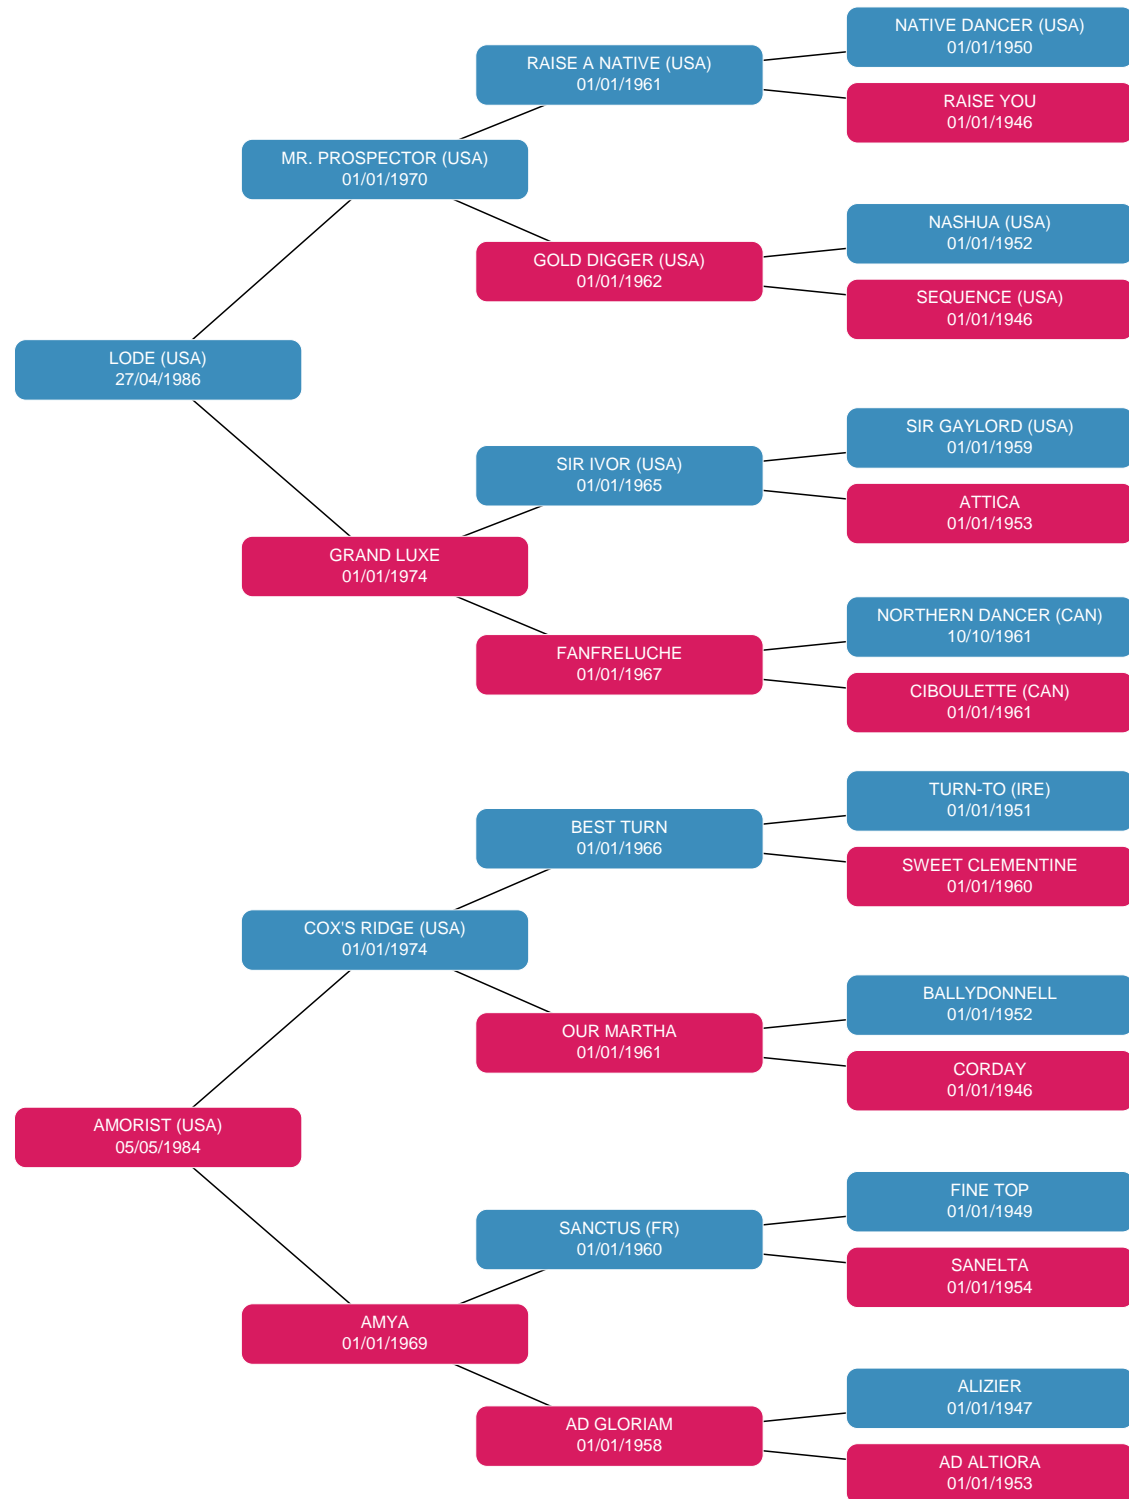 NATIVE DANCER (USA)
01/01/1950
RAISE A NATIVE (USA)
01/01/1961
RAISE YOU
01/01/1946
MR. PROSPECTOR (USA)
01/01/1970
NASHUA (USA)
01/01/1952
GOLD DIGGER (USA)
01/01/1962
SEQUENCE (USA)
01/01/1946
LODE (USA)
27/04/1986
SIR GAYLORD (USA)
01/01/1959
SIR IVOR (USA)
01/01/1965
ATTICA
01/01/1953
GRAND LUXE
01/01/1974
NORTHERN DANCER (CAN)
10/10/1961
FANFRELUCHE
01/01/1967
CIBOULETTE (CAN)
01/01/1961
TURN-TO (IRE)
01/01/1951
BEST TURN
01/01/1966
SWEET CLEMENTINE
01/01/1960
COX'S RIDGE (USA)
01/01/1974
BALLYDONNELL
01/01/1952
OUR MARTHA
01/01/1961
CORDAY
01/01/1946
AMORIST (USA)
05/05/1984
FINE TOP
01/01/1949
SANCTUS (FR)
01/01/1960
SANELTA
01/01/1954
AMYA
01/01/1969
ALIZIER
01/01/1947
AD GLORIAM
01/01/1958
AD ALTIORA
01/01/1953